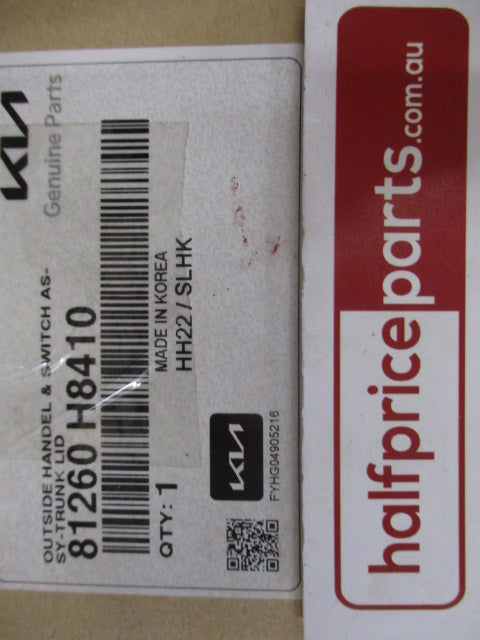 KIA
Genuine Parts
OUTSIDE HANDEL & SWITCH AS-
SY-TRUNK LID
81260 H8410
MADE IN KOREA
HH22 / SLHK
QTY: 1
KIA
FYHG04905216
halfpriceparts.com.au